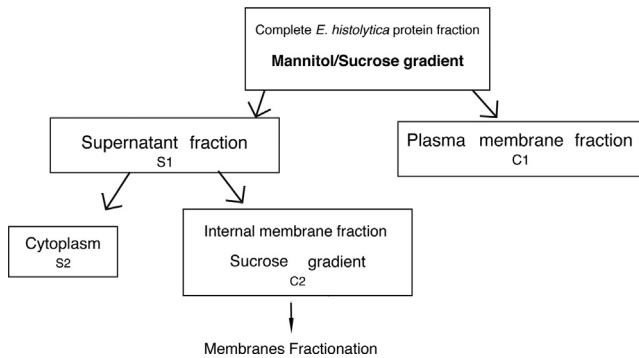 Complete E. histolytica protein fraction
Mannitol/Sucrose gradient
Supernatant fraction
S1
Plasma membrane fraction
C1
Cytoplasm
S2
Internal membrane fraction
Sucrose gradient
C2
Membranes Fractionation